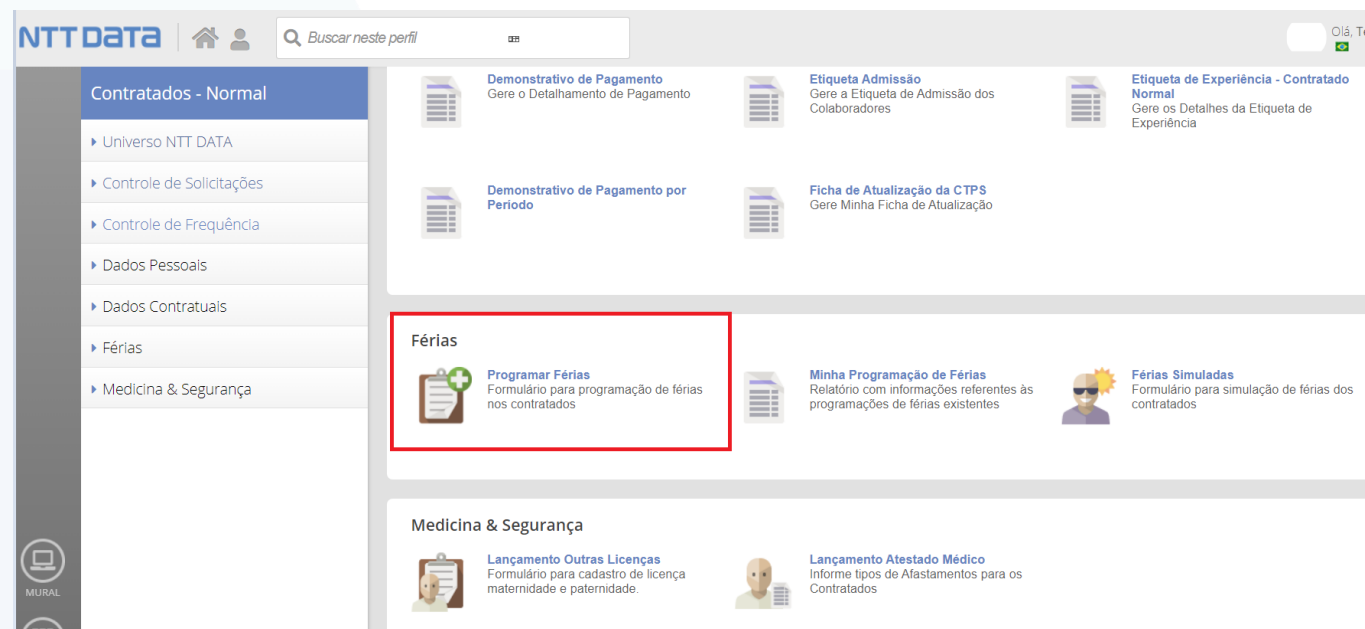 NTT DATA
Buscar neste perfil
Olá, Te
Contratados - Normal
Universo NTT DATA
Controle de Solicitações
Controle de Frequência
Dados Pessoais
Dados Contratuais
Férias
Medicina & Segurança
MURAL
Demonstrativo de Pagamento
Gere o Detalhamento de Pagamento
Etiqueta Admissão
Gere a Etiqueta de Admissão dos
Colaboradores
Etiqueta de Experiência - Contratado
Normal
Gere os Detalhes da Etiqueta de
Experiência
Demonstrativo de Pagamento por
Periodo
Ficha de Atualização da CTPS
Gere Minha Ficha de Atualização
Férias
Programar Férias
Formulário para programação de férias
nos contratados
Minha Programação de Férias
Relatório com informações referentes às
programações de férias existentes
Férias Simuladas
Formulário para simulação de férias dos
contratados
Medicina & Segurança
Lançamento Outras Licenças
Formulário para cadastro de licença
maternidade e paternidade.
Lançamento Atestado Médico
Informe tipos de Afastamentos para os
Contratados